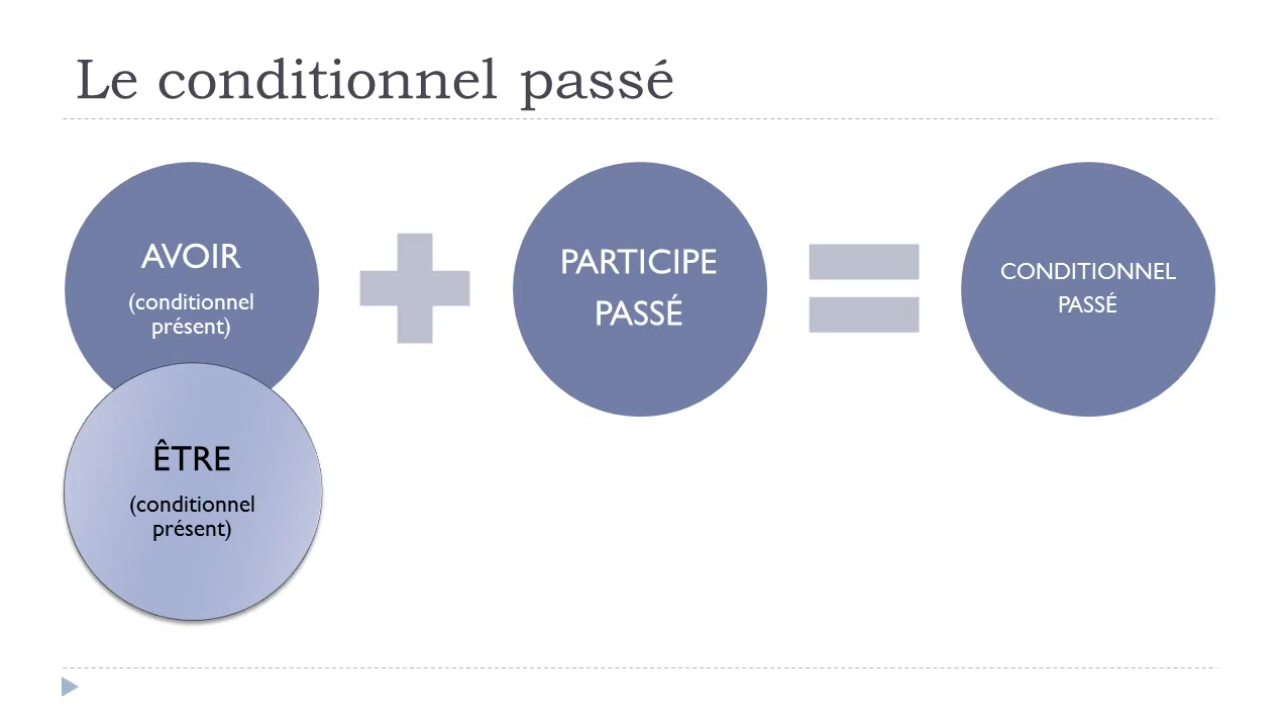 Le conditionnel passé
AVOIR
(conditionnel
présent)
PARTICIPE
PASSÉ
CONDITIONNEL
PASSÉ
ÊTRE
(conditionnel
présent)